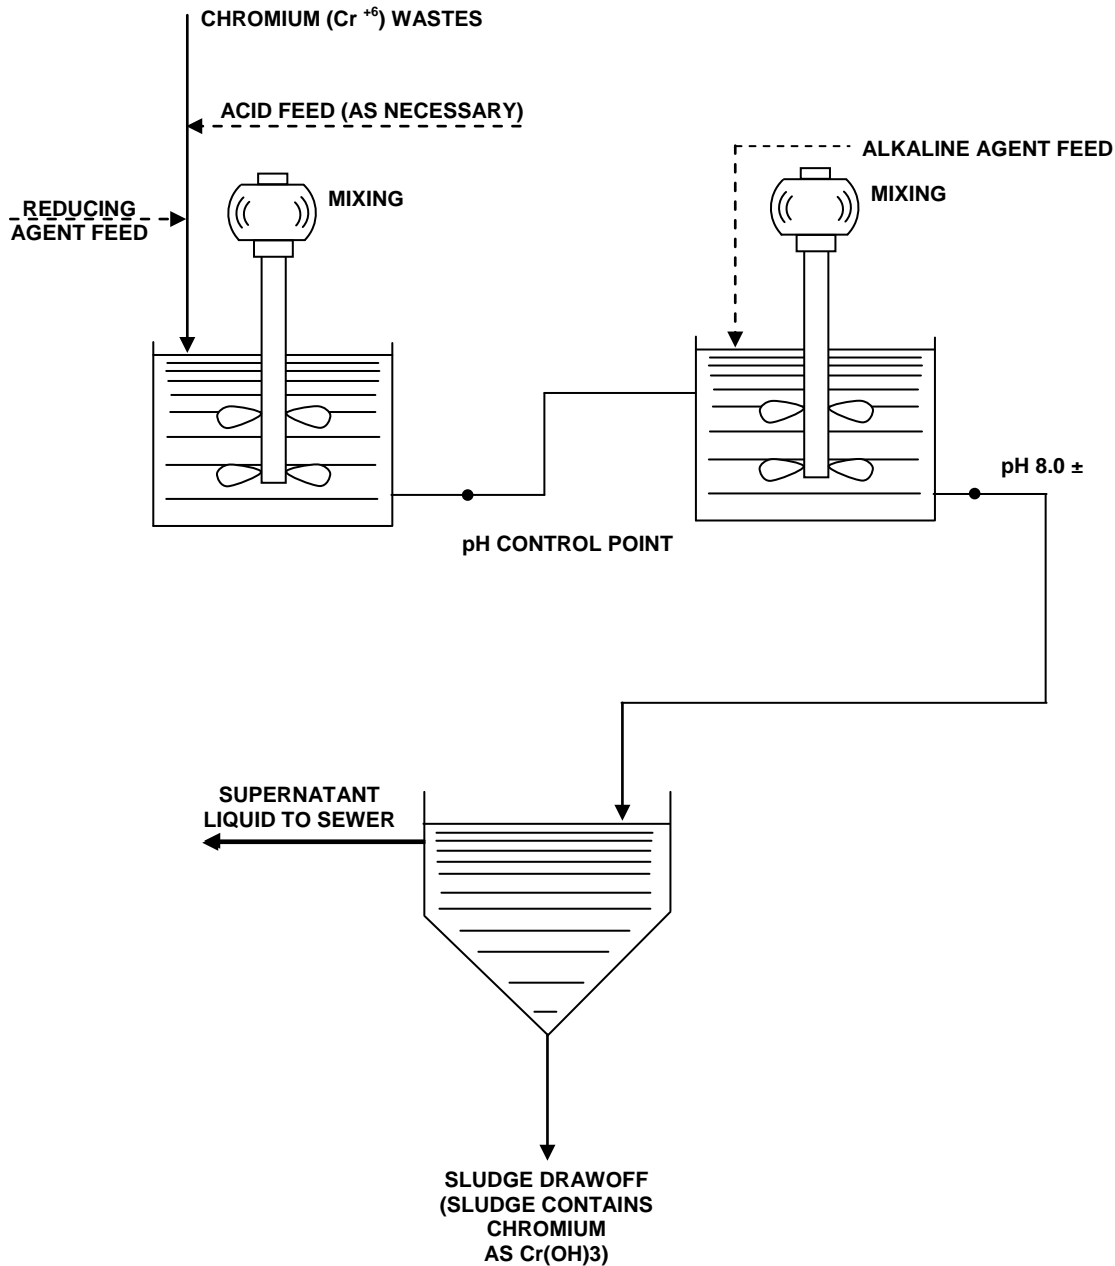 CHROMIUM (Cr +6) WASTES
ACID FEED (AS NECESSARY)
ALKALINE AGENT FEED
MIXING
MIXING
REDUCING
AGENT FEED
pH 8.0 ±
pH CONTROL POINT
SUPERNATANT
LIQUID TO SEWER
SLUDGE DRAWOFF
(SLUDGE CONTAINS
CHROMIUM
AS Cr(OH)3)